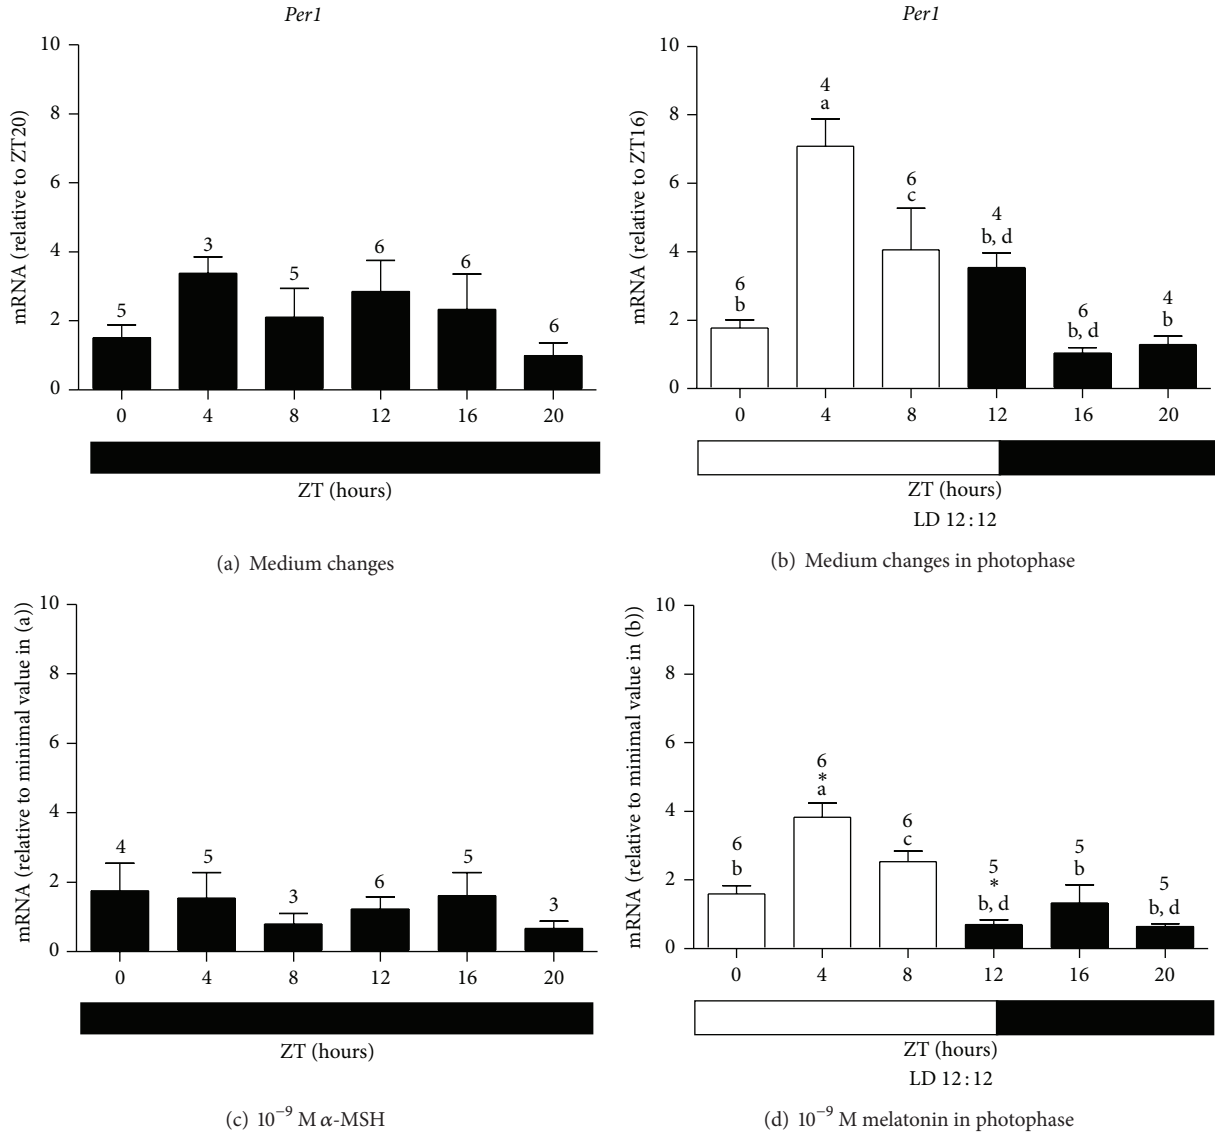 Per1
mRNA (relative to ZT20)
10
8
6
4
2
0
5
3
5
6
6
6
0 4 8 12 16 20
ZT (hours)
(a) Medium changes
Per1
mRNA (relative to ZT16)
10
8
6
4
2
0
6
b
4
a
6
c
4
b, d
6
b, d
4
b
0 4 8 12 16 20
ZT (hours)
LD 12:12
(b) Medium changes in photophase
mRNA (relative to minimal value in (a))
10
8
6
4
2
0
4
5
3
6
5
3
0 4 8 12 16 20
ZT (hours)
(c) 10⁻⁹ M α-MSH
mRNA (relative to minimal value in (b))
10
8
6
4
2
0
6
b
6
*
a
6
c
5
*
b, d
5
b
5
b, d
0 4 8 12 16 20
ZT (hours)
LD 12:12
(d) 10⁻⁹ M melatonin in photophase